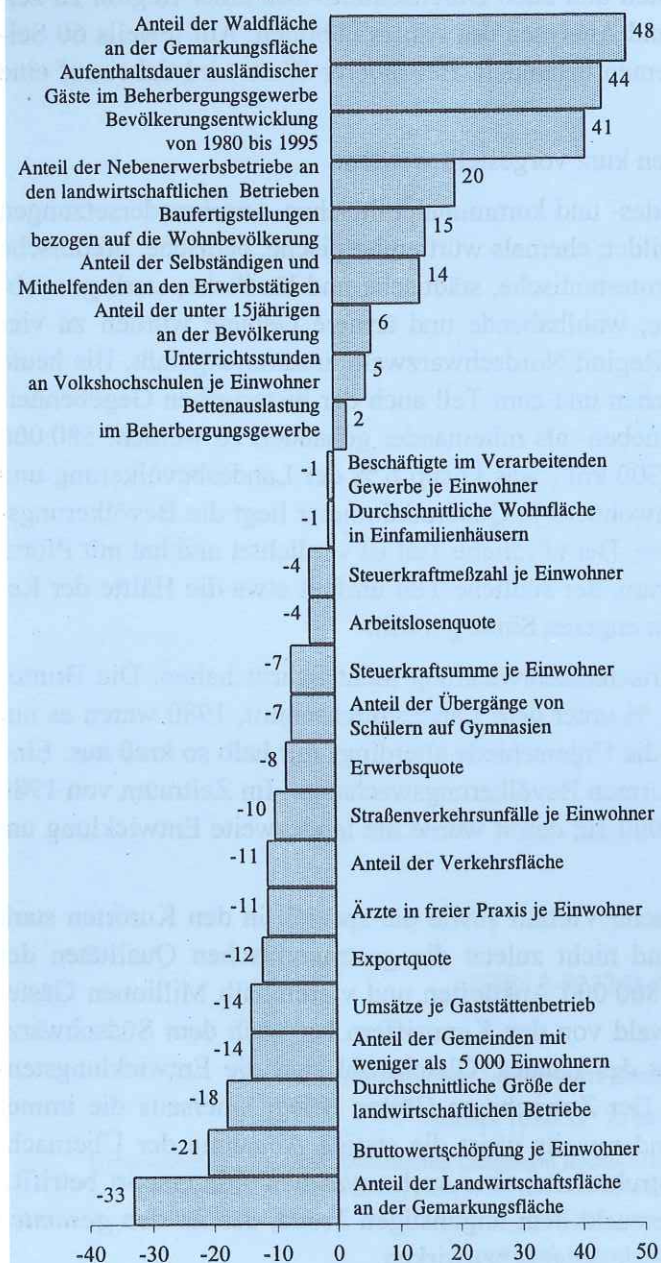 Anteil der Waldfläche
an der Gemarkungsfläche
48
Aufenthaltsdauer ausländischer
Gäste im Beherbergungsgewerbe
44
Bevölkerungsentwicklung
von 1980 bis 1995
41
Anteil der Nebenerwerbsbetriebe an
den landwirtschaftlichen Betrieben
20
Baufertigstellungen
bezogen auf die Wohnbevölkerung
15
Anteil der Selbständigen und
Mithelfenden an den Erwerbstätigen
14
Anteil der unter 15jährigen
an der Bevölkerung
6
Unterrichtsstunden
an Volkshochschulen je Einwohner
5
Bettenauslastung
im Beherbergungsgewerbe
2
-1
Beschäftigte im Verarbeitenden
Gewerbe je Einwohner
-1
Durchschnittliche Wohnfläche
in Einfamilienhäusern
-4
Steuerkraftmeßzahl je Einwohner
-4
Arbeitslosenquote
-7
Steuerkraftsumme je Einwohner
-7
Anteil der Übergänge von
Schülern auf Gymnasien
-8
Erwerbsquote
-10
Straßenverkehrsunfälle je Einwohner
-11
Anteil der Verkehrsfläche
-11
Ärzte in freier Praxis je Einwohner
-12
Exportquote
-14
Umsätze je Gaststättenbetrieb
-14
Anteil der Gemeinden mit
weniger als 5 000 Einwohnern
-18
Durchschnittliche Größe der
landwirtschaftlichen Betriebe
-21
Bruttowertschöpfung je Einwohner
-33
Anteil der Landwirtschaftsfläche
an der Gemarkungsfläche
-40 -30 -20 -10 0 10 20 30 40 50